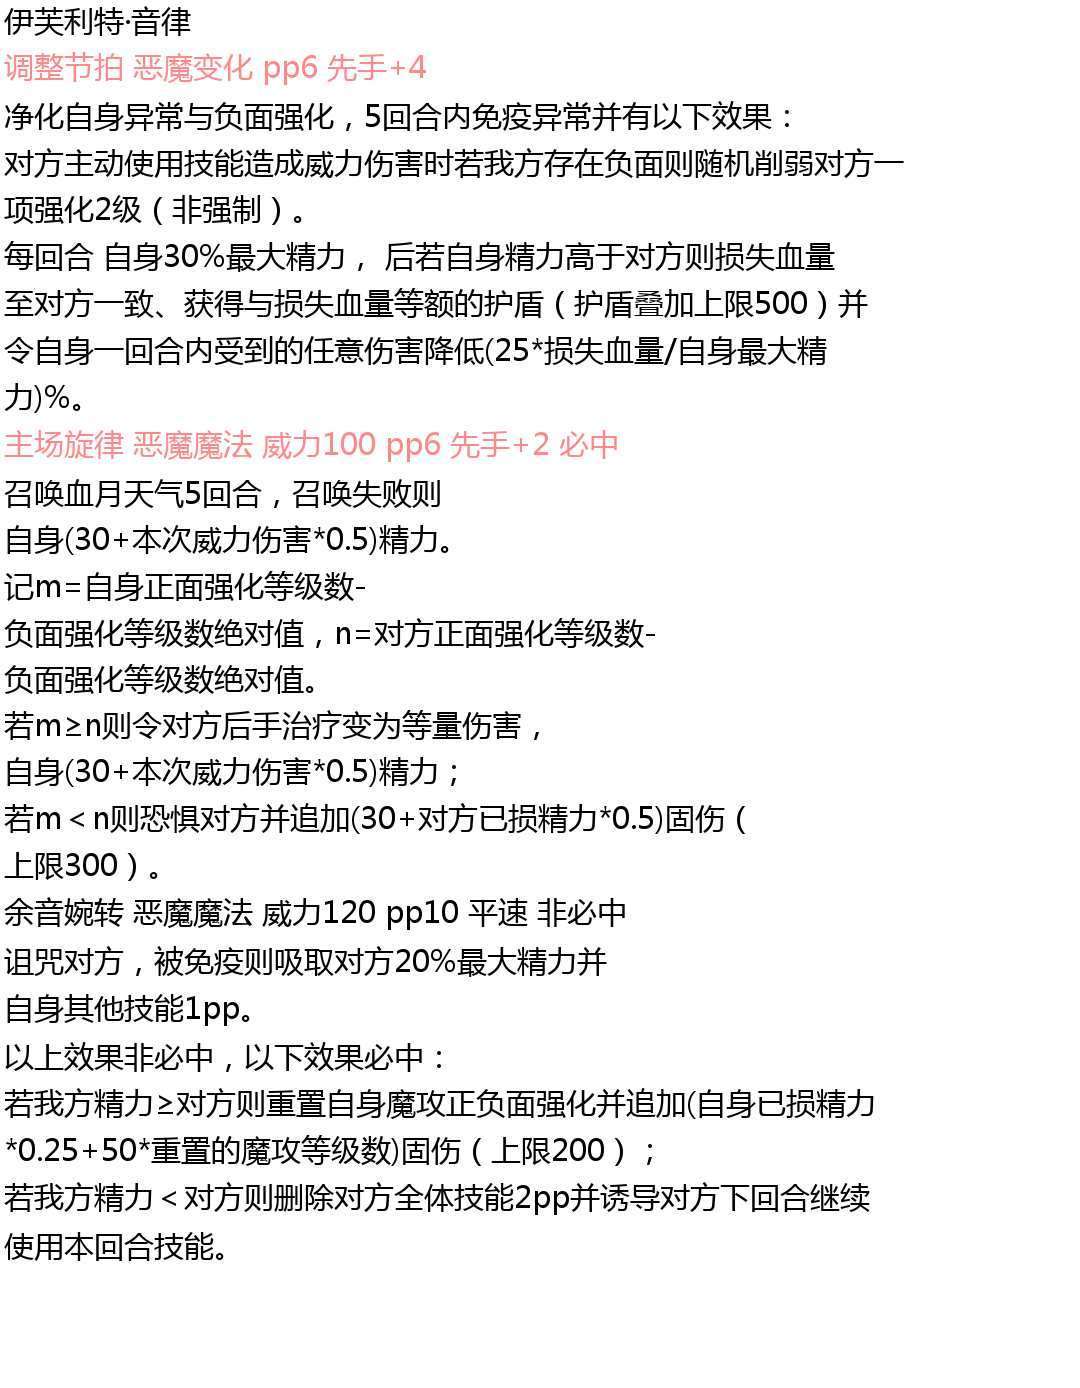 伊芙利特·音律
调整节拍 恶魔变化 pp6 先手+4
净化自身异常与负面强化，5回合内免疫异常并有以下效果：
对方主动使用技能造成威力伤害时若我方存在负面则随机削弱对方一
项强化2级（非强制）。
每回合 自身30%最大精力， 后若自身精力高于对方则损失血量
至对方一致、获得与损失血量等额的护盾（护盾叠加上限500）并
令自身一回合内受到的任意伤害降低(25*损失血量/自身最大精
力)%。
主场旋律 恶魔魔法 威力100 pp6 先手+2 必中
召唤血月天气5回合，召唤失败则
自身(30+本次威力伤害*0.5)精力。
记m=自身正面强化等级数-
负面强化等级数绝对值，n=对方正面强化等级数-
负面强化等级数绝对值。
若m≥n则令对方后手治疗变为等量伤害，
自身(30+本次威力伤害*0.5)精力；
若m＜n则恐惧对方并追加(30+对方已损精力*0.5)固伤（
上限300）。
余音婉转 恶魔魔法 威力120 pp10 平速 非必中
诅咒对方，被免疫则吸取对方20%最大精力并
自身其他技能1pp。
以上效果非必中，以下效果必中：
若我方精力≥对方则重置自身魔攻正负面强化并追加(自身已损精力
*0.25+50*重置的魔攻等级数)固伤（上限200）；
若我方精力＜对方则删除对方全体技能2pp并诱导对方下回合继续
使用本回合技能。